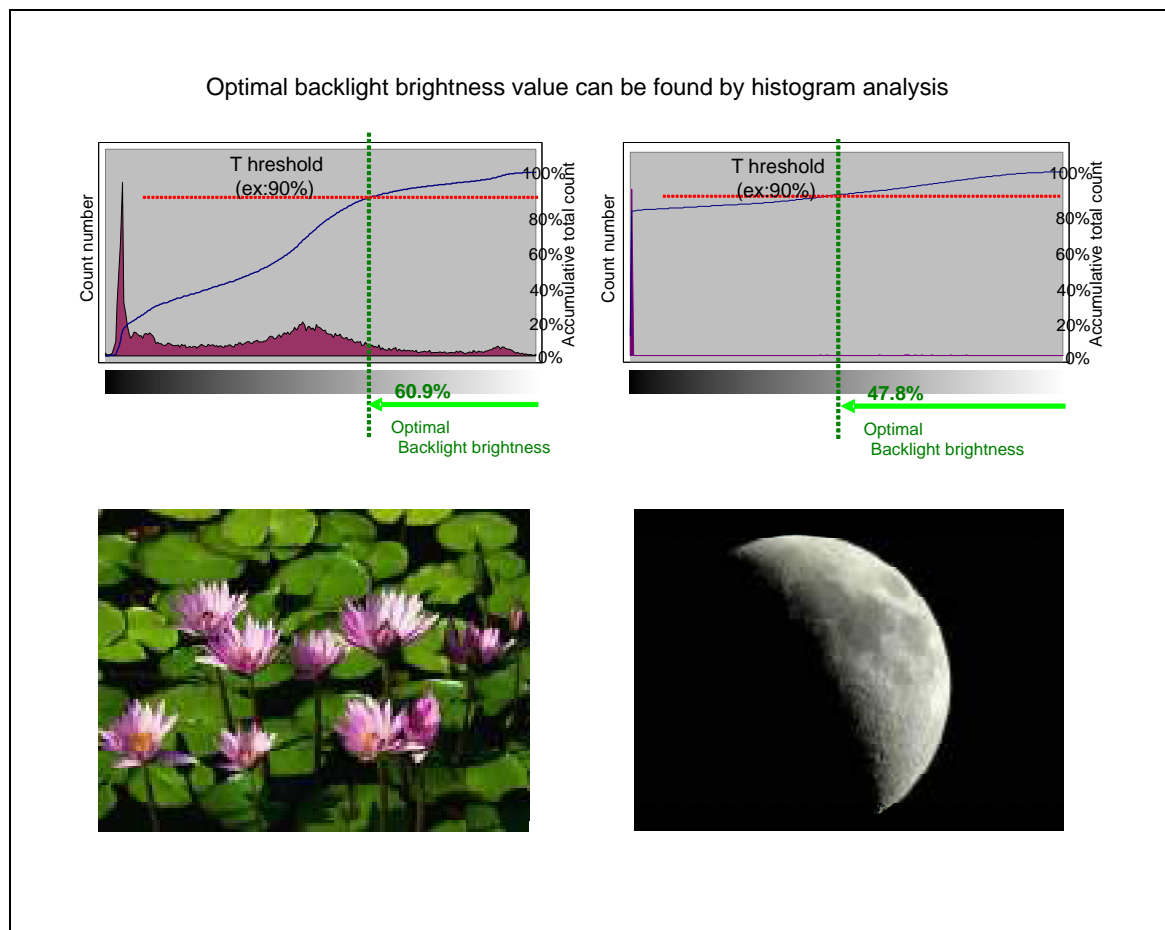 Optimal backlight brightness value can be found by histogram analysis
T hreshold
(ex:90%)
Count number
100%
80%
60%
40%
20%
0%
Accumulative total count
60.9%
Optimal
Backlight brightness
T hreshold
(ex:90%)
Count number
100%
80%
60%
40%
20%
0%
Accumulative total count
47.8%
Optimal
Backlight brightness